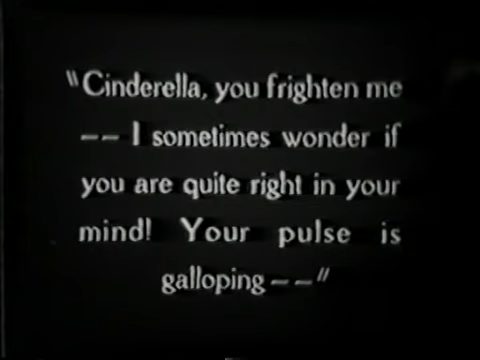 "Cinderella, you frighten me
-- I sometimes wonder if
you are quite right in your
mind! Your pulse is
galloping --"